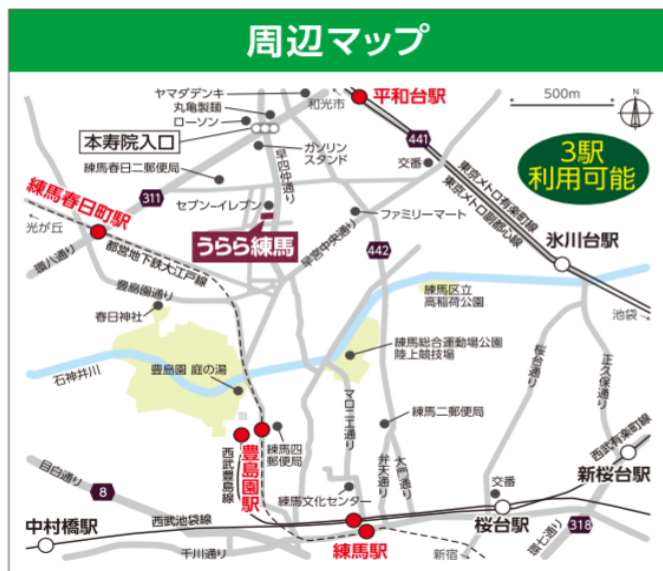 周辺マップ
ヤマダデンキ
丸亀製麺
ローソン
本寿院入口
練馬春日二郵便局
ガソリン
スタンド
早四仲通り
和光市
平和台駅
500m
N
441
交番
東京メトロ有楽町線
東京メトロ副都心線
3駅
利用可能
練馬春日町駅
311
光が丘
環八通り
セブン-イレブン
うらら練馬
都営地下鉄大江戸線
早宮中央通り
ファミリーマート
442
氷川台駅
池袋
豊島園通り
春日神社
練馬区立
高稲荷公園
石神井川
豊島園 庭の湯
練馬総合運動場公園
陸上競技場
桜台通り
正久保通り
マロニエ通り
練馬二郵便局
西武有楽町線
新桜台駅
豊島園駅
西武豊島線
練馬四
郵便局
目白通り
8
弁天通り
大門通り
練馬文化センター
交番
桜台駅
318
環七通り
中村橋駅
西武池袋線
練馬駅
千川通り
新宿